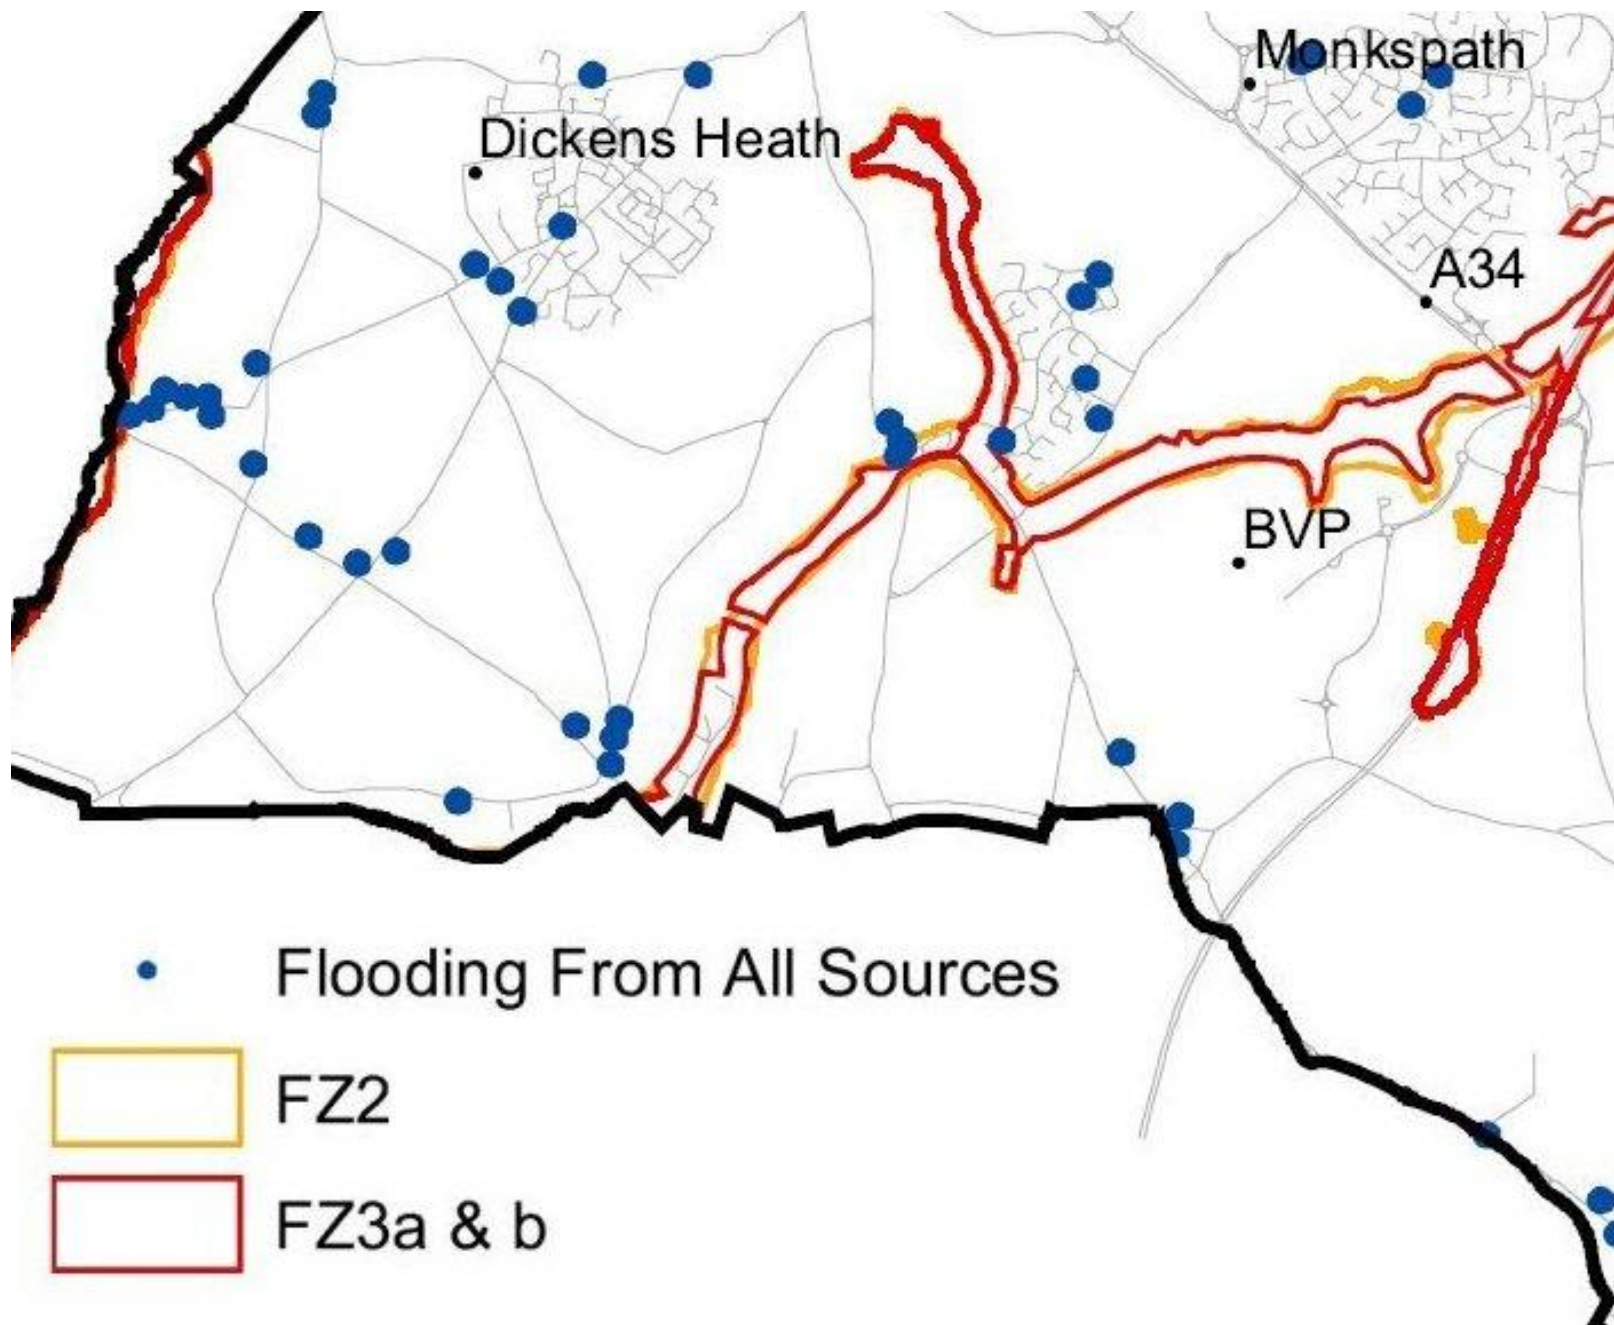 Monkspath
Dickens Heath
A34
BVP
Flooding From All Sources
FZ2
FZ3a & b